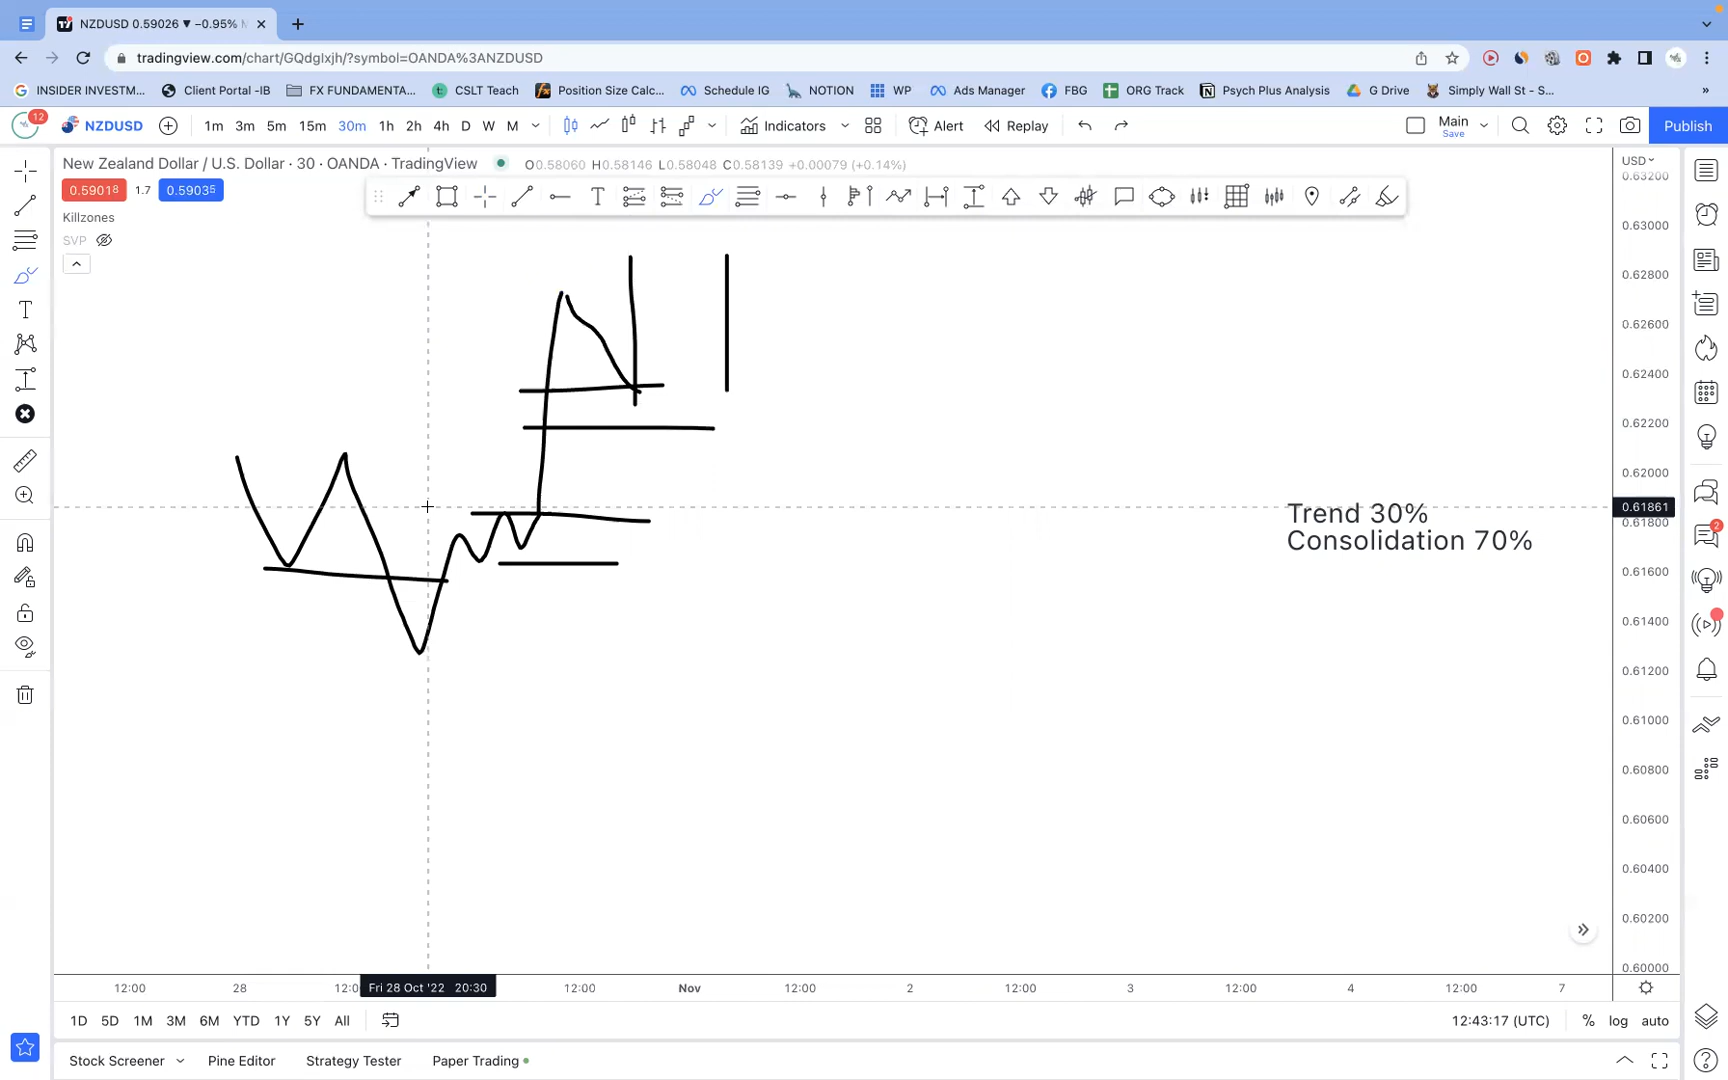 NZDUSD 0.59026 ▼ −0.95%
tradingview.com/chart/GQdglxjh/?symbol=OANDA%3ANZDUSD
INSIDER INVESTM... Client Portal -IB FX FUNDAMENTA... CSLT Teach Position Size Calc... Schedule IG NOTION WP Ads Manager FBG ORG Track Psych Plus Analysis G Drive Simply Wall St - S... »
12 NZDUSD 1m 3m 5m 15m 30m 1h 2h 4h D W M Indicators Alert Replay Main Save Publish
New Zealand Dollar / U.S. Dollar · 30 · OANDA · TradingView O0.58060 H0.58146 L0.58048 C0.58139 +0.00079 (+0.14%)
USD
0.63200
0.59018 1.7 0.59035
Killzones
SVP
0.63000
0.62800
0.62600
0.62400
0.62200
0.62000
0.61861
Trend 30%
Consolidation 70%
0.61800
2
0.61600
0.61400
0.61200
0.61000
0.60800
0.60600
0.60400
0.60200
0.60000
12:00 28 12:0 Fri 28 Oct '22 20:30 12:00 Nov 12:00 2 12:00 3 12:00 4 12:00 7
1D 5D 1M 3M 6M YTD 1Y 5Y All 12:43:17 (UTC) % log auto
Stock Screener Pine Editor Strategy Tester Paper Trading